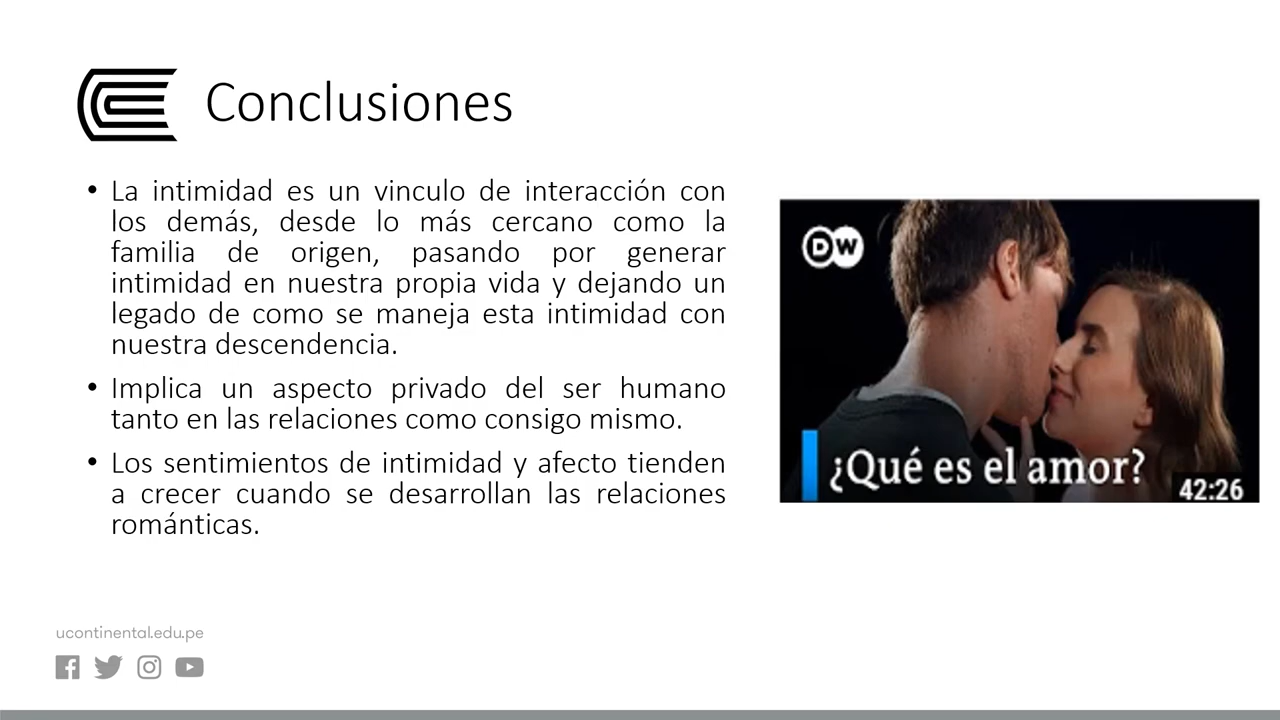 Conclusiones
• La intimidad es un vinculo de interacción con
los demás, desde lo más cercano como la
familia de origen, pasando por generar
intimidad en nuestra propia vida y dejando un
legado de como se maneja esta intimidad con
nuestra descendencia.
• Implica un aspecto privado del ser humano
tanto en las relaciones como consigo mismo.
• Los sentimientos de intimidad y afecto tienden
a crecer cuando se desarrollan las relaciones
románticas.
DW
¿Qué es el amor?
42:26
ucontinental.edu.pe